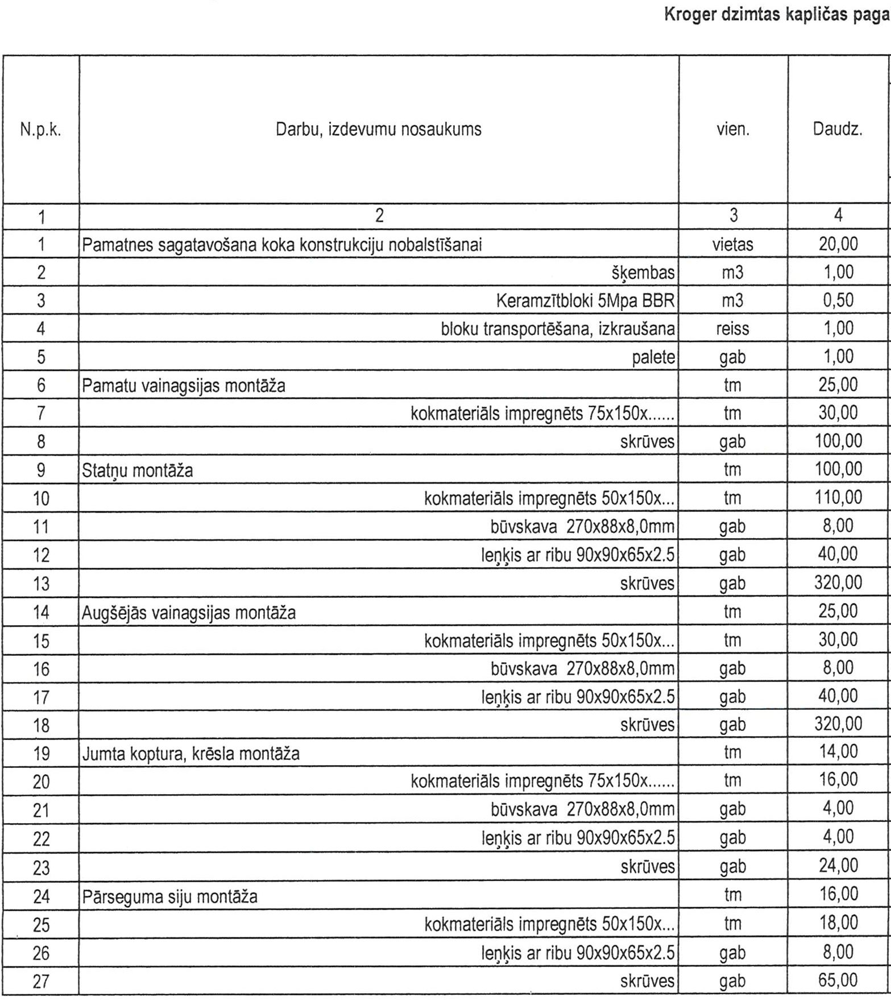 Kroger dzimtas kapličas paga
N.p.k. Darbu, izdevumu nosaukums vien. Daudz.
1 2 3 4
1 Pamatnes sagatavošana koka konstrukciju nobalstīšanai vietas 20,00
2 šķembas m3 1,00
3 Keramzītbloki 5Mpa BBR m3 0,50
4 bloku transportēšana, izkraušana reiss 1,00
5 palete gab 1,00
6 Pamatu vainagsijas montāža tm 25,00
7 kokmateriāls impregnēts 75x150x...... tm 30,00
8 skrūves gab 100,00
9 Statņu montāža tm 100,00
10 kokmateriāls impregnēts 50x150x... tm 110,00
11 būvskava 270x88x8,0mm gab 8,00
12 leņķis ar ribu 90x90x65x2.5 gab 40,00
13 skrūves gab 320,00
14 Augšējās vainagsijas montāža tm 25,00
15 kokmateriāls impregnēts 50x150x... tm 30,00
16 būvskava 270x88x8,0mm gab 8,00
17 leņķis ar ribu 90x90x65x2.5 gab 40,00
18 skrūves gab 320,00
19 Jumta koptura, krēsla montāža tm 14,00
20 kokmateriāls impregnēts 75x150x...... tm 16,00
21 būvskava 270x88x8,0mm gab 4,00
22 leņķis ar ribu 90x90x65x2.5 gab 4,00
23 skrūves gab 24,00
24 Pārseguma siju montāža tm 16,00
25 kokmateriāls impregnēts 50x150x... tm 18,00
26 leņķis ar ribu 90x90x65x2.5 gab 8,00
27 skrūves gab 65,00